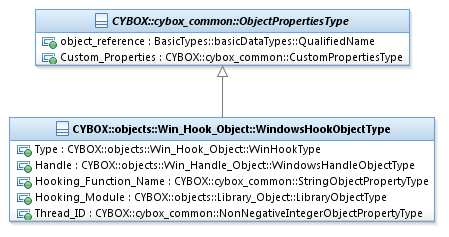 CYBOX::cybox_common::ObjectPropertiesType
object_reference : BasicTypes::basicDataTypes::QualifiedName
Custom_Properties : CYBOX::cybox_common::CustomPropertiesType
CYBOX::objects::Win_Hook_Object::WindowsHookObjectType
Type : CYBOX::objects::Win_Hook_Object::WinHookType
Handle : CYBOX::objects::Win_Handle_Object::WindowsHandleObjectType
Hooking_Function_Name : CYBOX::cybox_common::StringObjectPropertyType
Hooking_Module : CYBOX::objects::Library_Object::LibraryObjectType
Thread_ID : CYBOX::cybox_common::NonNegativeIntegerObjectPropertyType